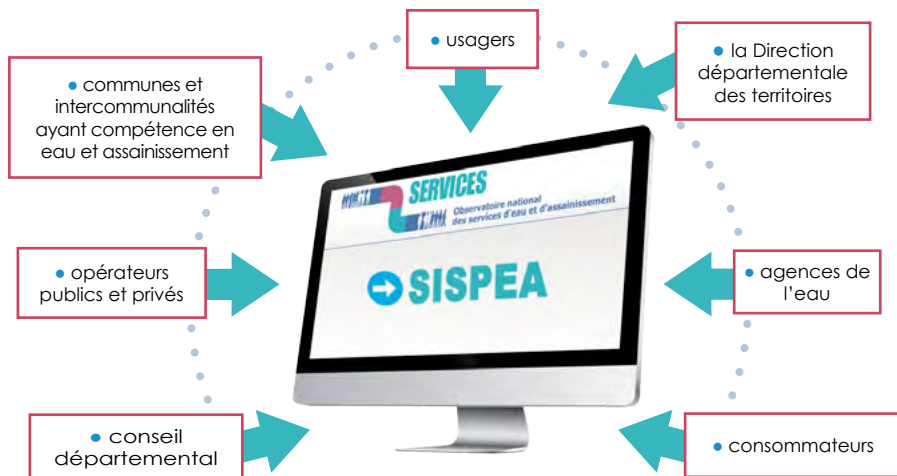 • usagers
• la Direction
départementale
des territoires
• communes et
intercommunalités
ayant compétence en
eau et assainissement
SERVICES
Observatoire national
des services d'eau et d'assainissement
• opérateurs
publics et privés
SISPEA
• agences de
l'eau
• conseil
départemental
• consommateurs